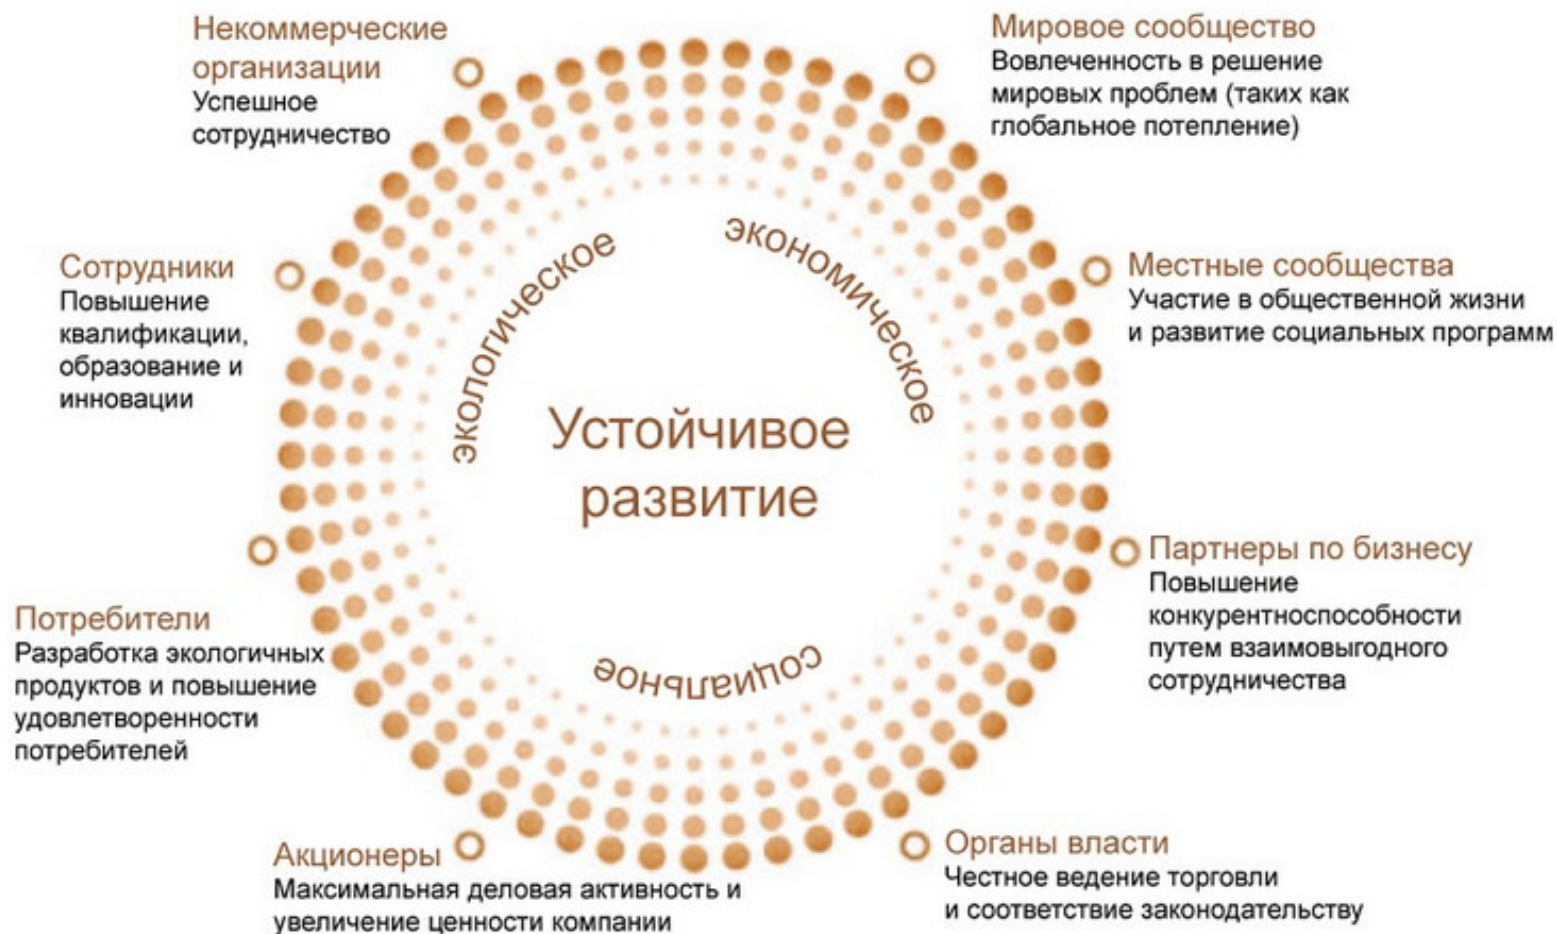 Некоммерческие
организации
Успешное
сотрудничество
Мировое сообщество
Вовлеченность в решение
мировых проблем (таких как
глобальное потепление)
Сотрудники
Повышение
квалификации,
образование и
инновации
экологическое
экономическое
Местные сообщества
Участие в общественной жизни
и развитие социальных программ
Устойчивое
развитие
социальное
Потребители
Разработка экологичных
продуктов и повышение
удовлетворенности
потребителей
Партнеры по бизнесу
Повышение
конкурентноспособности
путем взаимовыгодного
сотрудничества
Акционеры
Максимальная деловая активность и
увеличение ценности компании
Органы власти
Честное ведение торговли
и соответствие законодательству